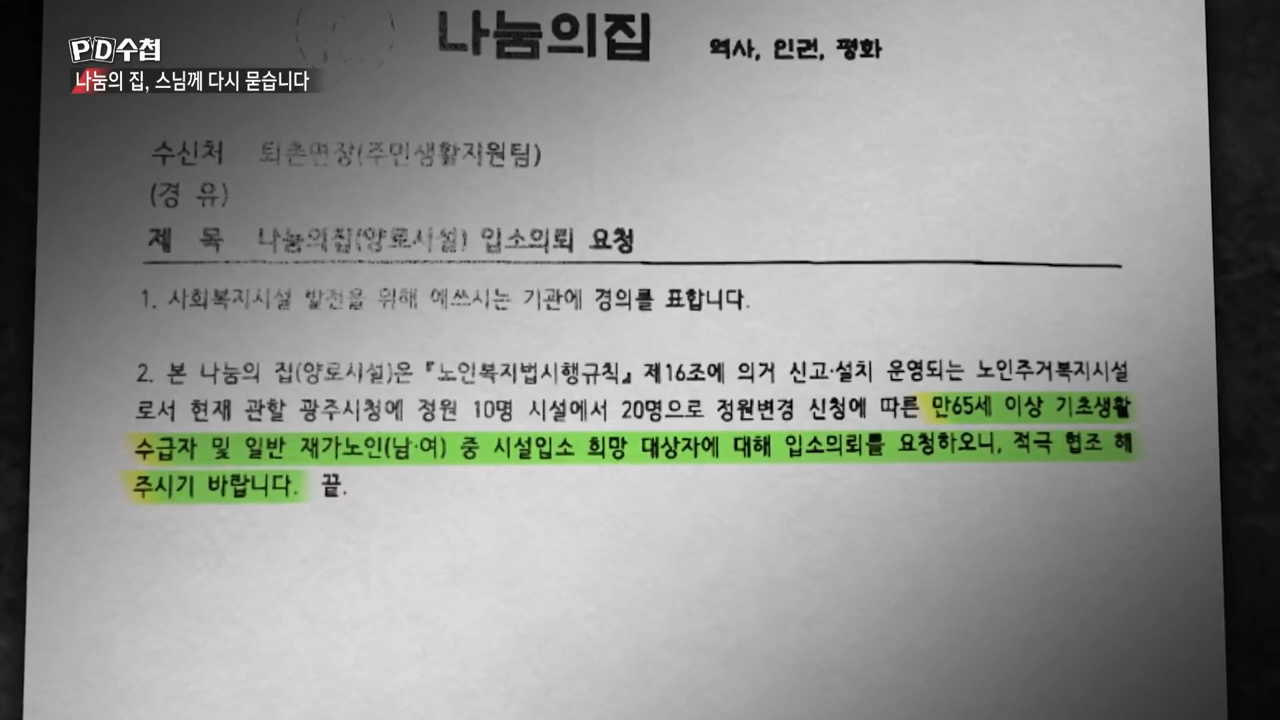 PD수첩
나눔의 집, 스님께 다시 묻습니다
나눔의집 역사, 인권, 평화
수신처 퇴촌면장(주민생활지원팀)
(경 유)
제 목 나눔의집(양로시설) 입소의뢰 요청
1. 사회복지시설 발전을 위해 애쓰시는 기관에 경의를 표합니다.
2. 본 나눔의 집(양로시설)은 『노인복지법시행규칙』 제16조에 의거 신고·설치 운영되는 노인주거복지시설
로서 현재 관할 광주시청에 정원 10명 시설에서 20명으로 정원변경 신청에 따른 만65세 이상 기초생활
수급자 및 일반 재가노인(남·여) 중 시설입소 희망 대상자에 대해 입소의뢰를 요청하오니, 적극 협조 해
주시기 바랍니다. 끝.